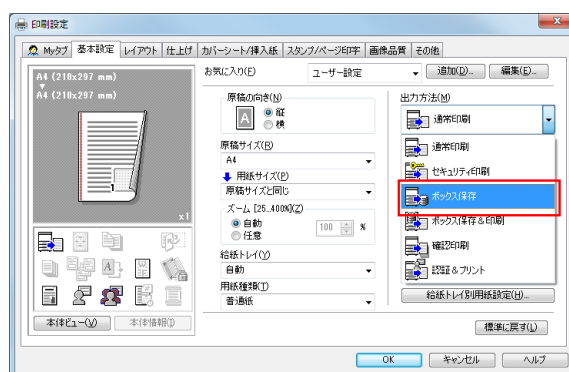 印刷設定
Myタブ 基本設定 レイアウト 仕上げ カバーシート/挿入紙 スタンプ/ページ印字 画像品質 その他
A4 (210x297 mm)
A4 (210x297 mm)
1
x1
本体ビュー(V) 本体情報(I)
お気に入り(F) ユーザー設定 追加(D)... 編集(E)...
原稿の向き(N)
A
縦
横
原稿サイズ(R)
A4
用紙サイズ(P)
原稿サイズと同じ
ズーム [25..400%](Z)
自動
任意
100 %
給紙トレイ(Y)
自動
用紙種類(T)
普通紙
出力方法(M)
通常印刷
通常印刷
セキュリティ印刷
ボックス保存
ボックス保存&印刷
確認印刷
認証&プリント
給紙トレイ別用紙設定(H)...
標準に戻す(L)
OK キャンセル ヘルプ